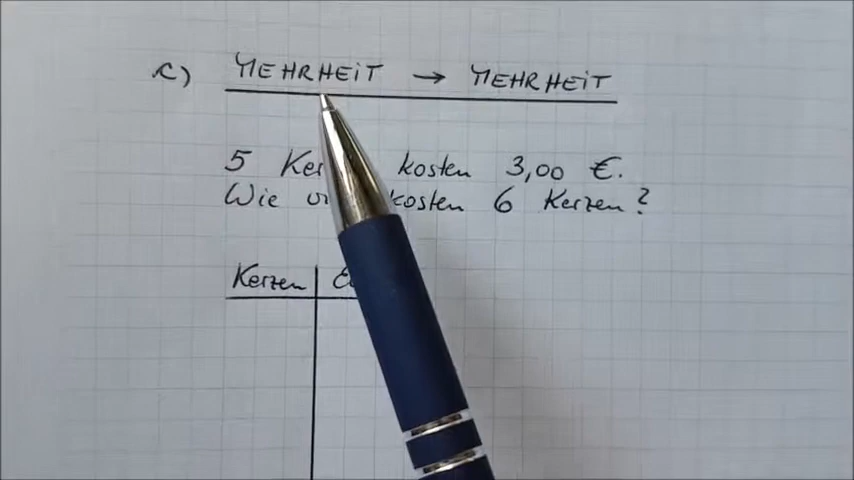 c) MEHRHEIT → MEHRHEIT
5 Ker kosten 3,00 €.
Wie kosten 6 Kerzen?
Kerzen